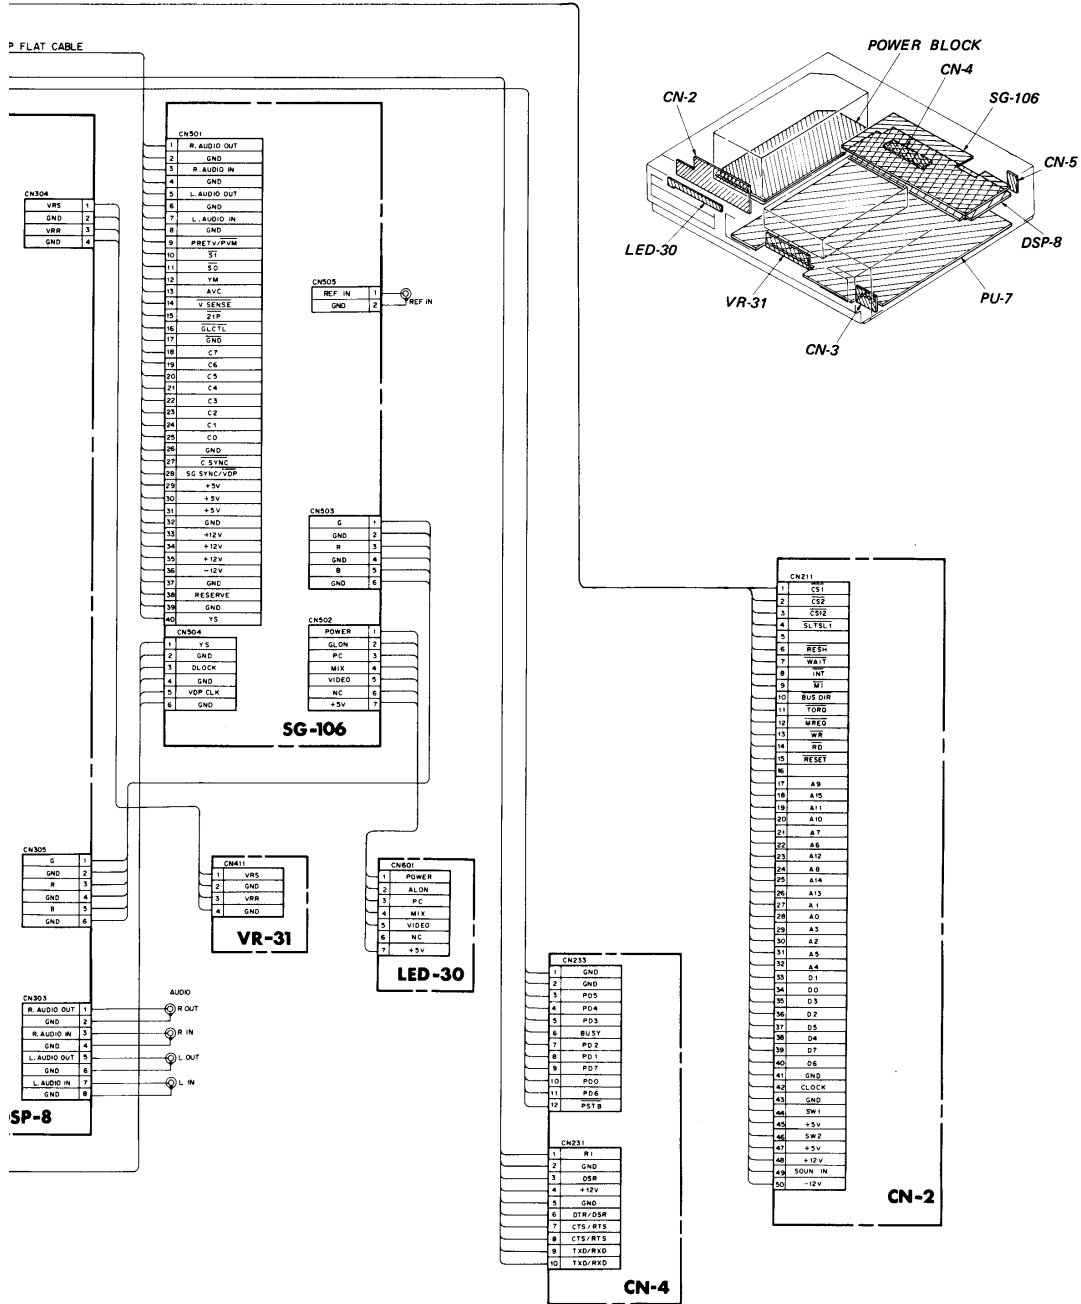 P FLAT CABLE
POWER BLOCK
CN-4
CN-2
SG-106
CN-5
LED-30
DSP-8
VR-31
PU-7
CN-3
CN304
VRS 1
GND 2
VRR 3
GND 4
CN501
1 R. AUDIO OUT
2 GND
3 R. AUDIO IN
4 GND
5 L. AUDIO OUT
6 GND
7 L. AUDIO IN
8 GND
9 PRETV/PVM
10 S1
11 S0
12 YM
13 AVC
14 V SENSE
15 21P
16 GLCTL
17 GND
18 C7
19 C6
20 C5
21 C4
22 C3
23 C2
24 C1
25 C0
26 GND
27 C SYNC
28 SG SYNC/VDP
29 +5V
30 +5V
31 +5V
32 GND
33 +12V
34 +12V
35 +12V
36 -12V
37 GND
38 RESERVE
39 GND
40 YS
CN505
REF IN 1
GND 2
REF IN
CN503
G 1
GND 2
R 3
GND 4
B 5
GND 6
CN504
1 YS
2 GND
3 DLOCK
4 GND
5 VDP CLK
6 GND
CN502
POWER 1
GLON 2
PC 3
MIX 4
VIDEO 5
NC 6
+5V 7
SG-106
CN211
1 CS1
2 CS2
3 CS12
4 SLTSL1
5
6 RESH
7 WAIT
8 INT
9 M1
10 BUS DIR
11 TORQ
12 MREQ
13 WR
14 RD
15 RESET
16
17 A9
18 A15
19 A11
20 A10
21 A7
22 A6
23 A12
24 A8
25 A14
26 A13
27 A1
28 A0
29 A3
30 A2
31 A5
32 A4
33 D1
34 D0
35 D3
36 D2
37 D5
38 D4
39 D7
40 D6
41 GND
42 CLOCK
43 GND
44 SW1
45 +5V
46 SW2
47 +5V
48 +12V
49 SOUN IN
50 -12V
CN-2
CN305
G 1
GND 2
R 3
GND 4
B 5
GND 6
CN411
1 VRS
2 GND
3 VRR
4 GND
VR-31
CN601
1 POWER
2 ALON
3 PC
4 MIX
5 VIDEO
6 NC
7 +5V
LED-30
CN303
R. AUDIO OUT 1
GND 2
R. AUDIO IN 3
GND 4
L. AUDIO OUT 5
GND 6
L. AUDIO IN 7
GND 8
AUDIO
R OUT
R IN
L OUT
L IN
SP-8
CN233
1 GND
2 GND
3 PD5
4 PD4
5 PD3
6 BUSY
7 PD2
8 PD1
9 PD7
10 PD0
11 PD6
12 PSTB
CN231
1 R1
2 GND
3 DSR
4 +12V
5 GND
6 DTR/DSR
7 CTS/RTS
8 CTS/RTS
9 TXD/RXD
10 TXD/RXD
CN-4